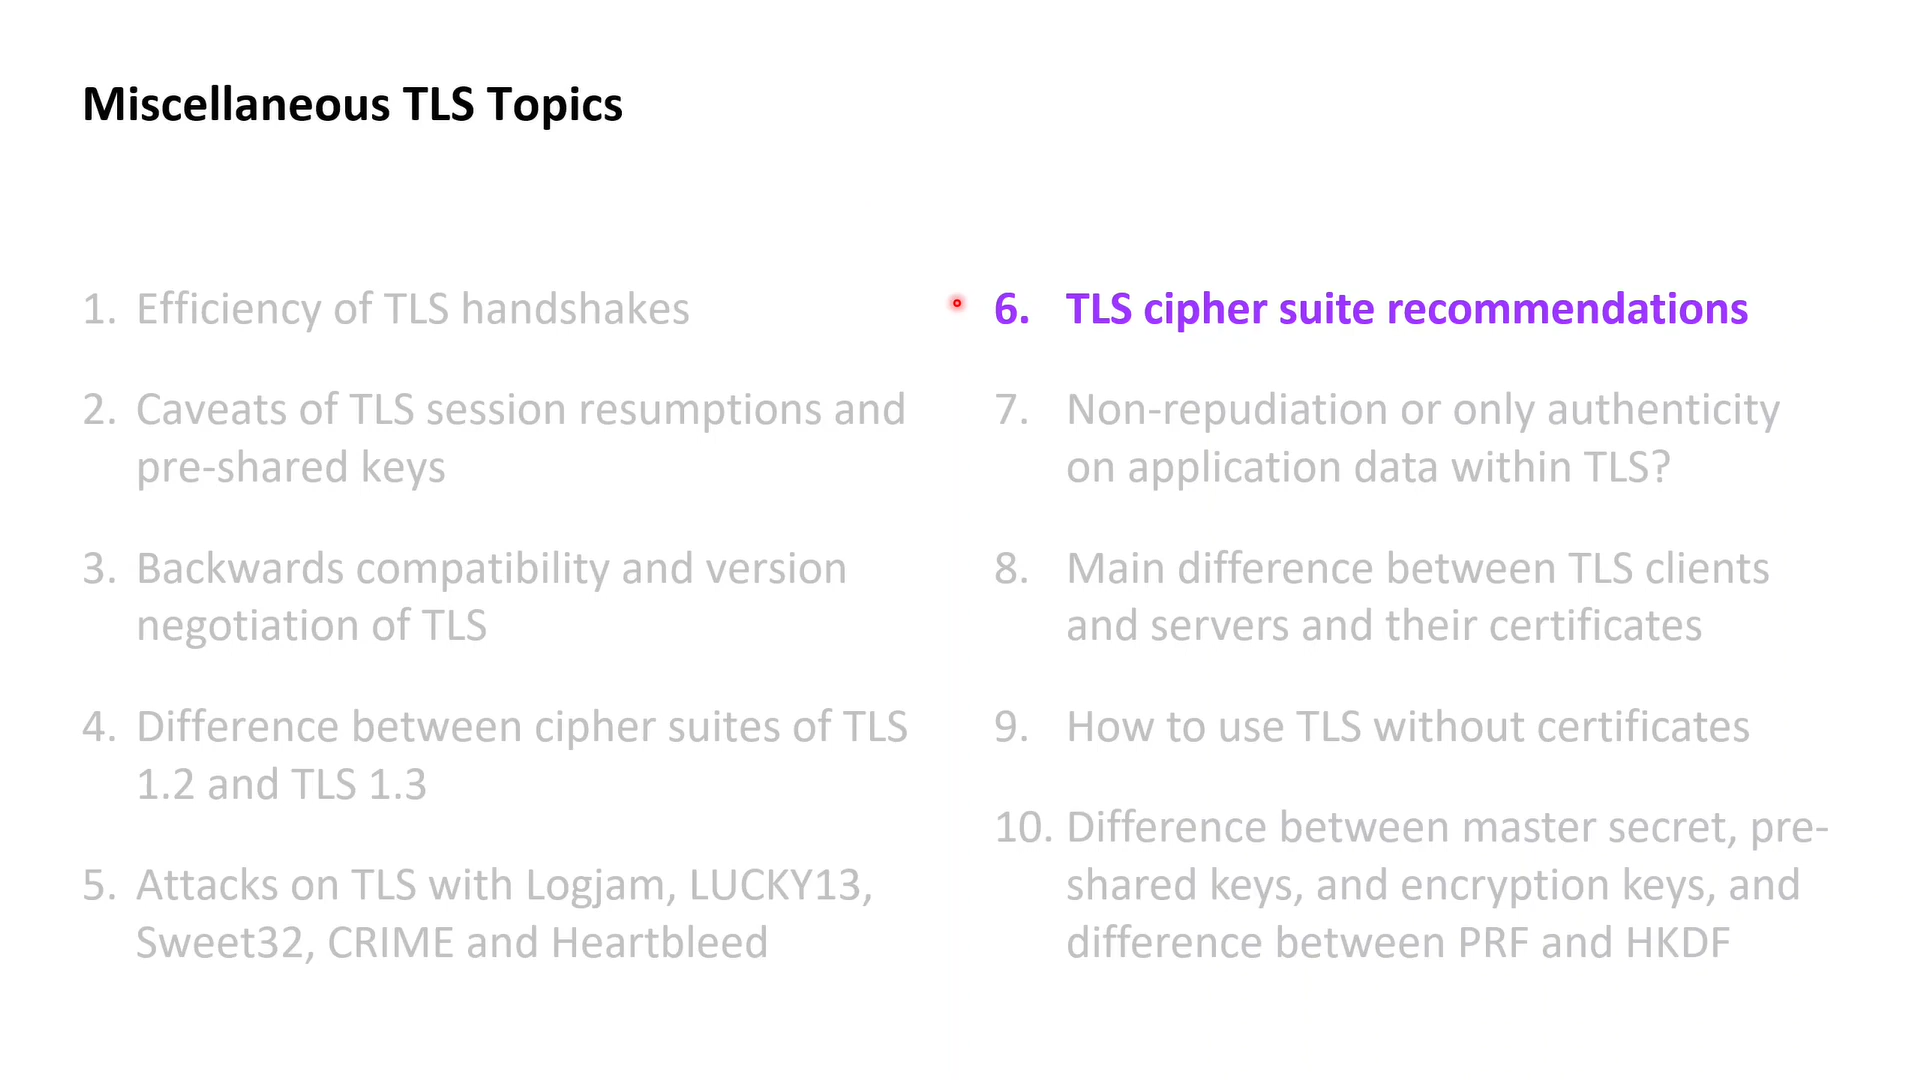 Miscellaneous TLS Topics
1. Efficiency of TLS handshakes
2. Caveats of TLS session resumptions and
pre-shared keys
3. Backwards compatibility and version
negotiation of TLS
4. Difference between cipher suites of TLS
1.2 and TLS 1.3
5. Attacks on TLS with Logjam, LUCKY13,
Sweet32, CRIME and Heartbleed
6. TLS cipher suite recommendations
7. Non-repudiation or only authenticity
on application data within TLS?
8. Main difference between TLS clients
and servers and their certificates
9. How to use TLS without certificates
10. Difference between master secret, pre-
shared keys, and encryption keys, and
difference between PRF and HKDF